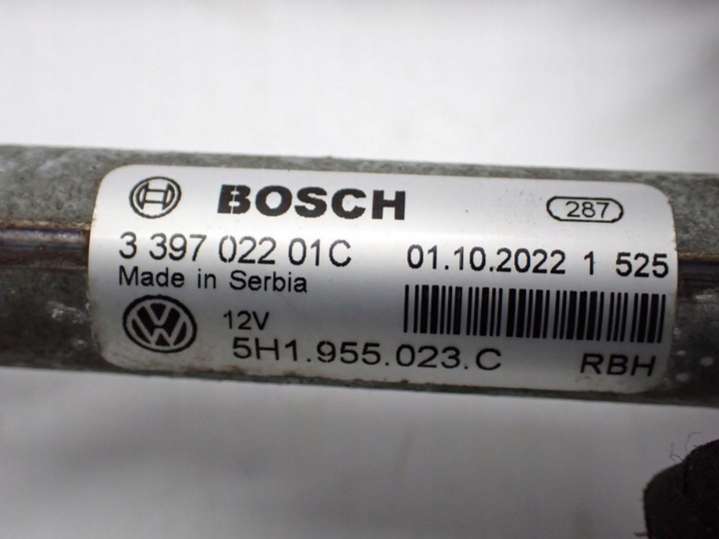 BOSCH 287
3 397 022 01C 01.10.2022 1 525
Made in Serbia
12V
5H1.955.023.C RBH